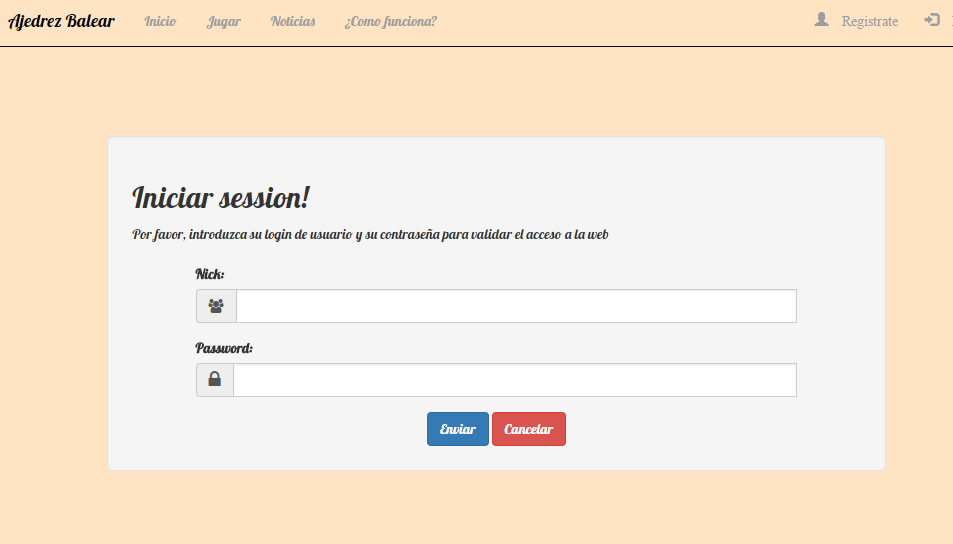 Ajedrez Balear Inicio Jugar Noticias ¿Como funciona? Registrate
Iniciar session!
Por favor, introduzca su login de usuario y su contraseña para validar el acceso a la web
Nick:
Password:
Enviar Cancelar